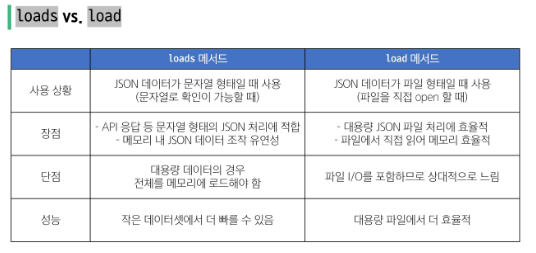 loads vs. load
loads 메서드
load 메서드
사용 상황
JSON 데이터가 문자열 형태일 때 사용
(문자열로 확인이 가능할 때)
JSON 데이터가 파일 형태일 때 사용
(파일을 직접 open 할 때)
장점
- API 응답 등 문자열 형태의 JSON 처리에 적합
- 메모리 내 JSON 데이터 조작 유연성
- 대용량 JSON 파일 처리에 효율적
- 파일에서 직접 읽어 메모리 효율적
단점
대용량 데이터의 경우
전체를 메모리에 로드해야 함
파일 I/O를 포함하므로 상대적으로 느림
성능
작은 데이터셋에서 더 빠를 수 있음
대용량 파일에서 더 효율적